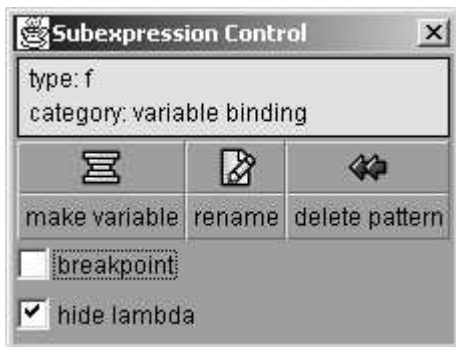 Subexpression Control
type: f
category: variable binding
make variable rename delete pattern
breakpoint
hide lambda